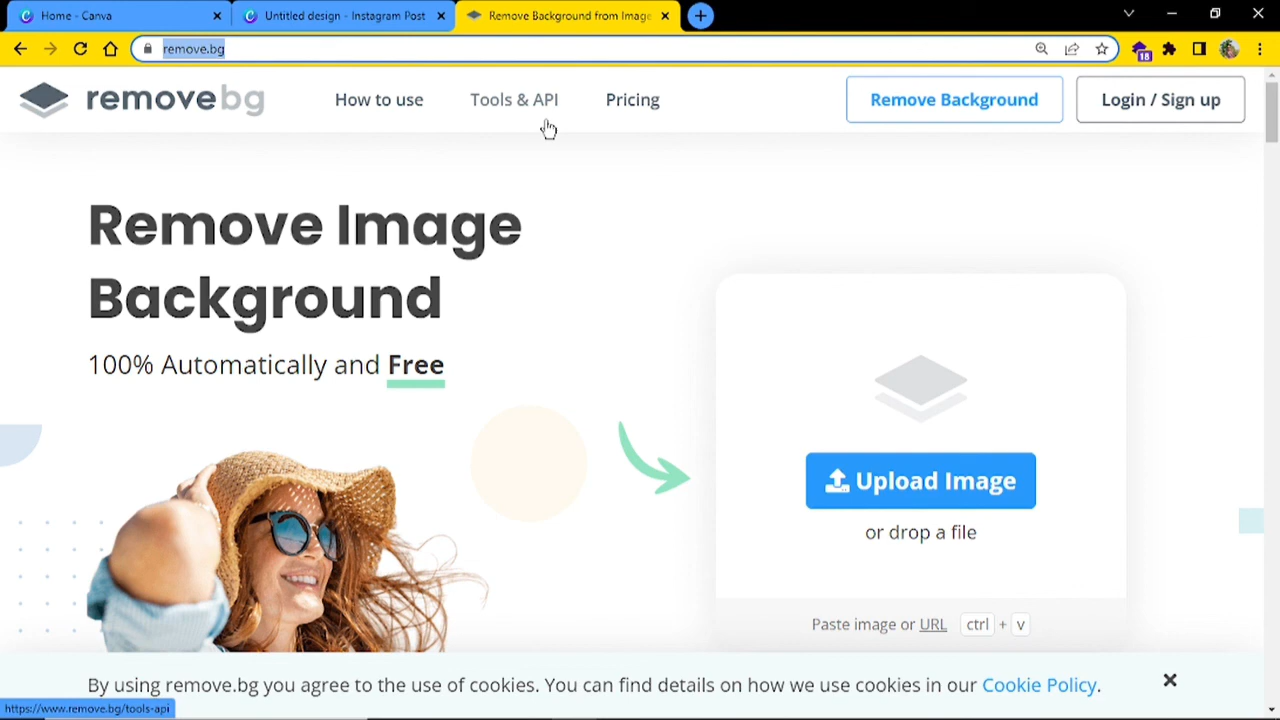 Home - Canva
Untitled design - Instagram Post
Remove Background from Image
remove.bg
18
removebg
How to use
Tools & API
Pricing
Remove Background
Login / Sign up
Remove Image
Background
100% Automatically and Free
Upload Image
or drop a file
Paste image or URL ctrl + v
By using remove.bg you agree to the use of cookies. You can find details on how we use cookies in our Cookie Policy.
https://www.remove.bg/tools-api